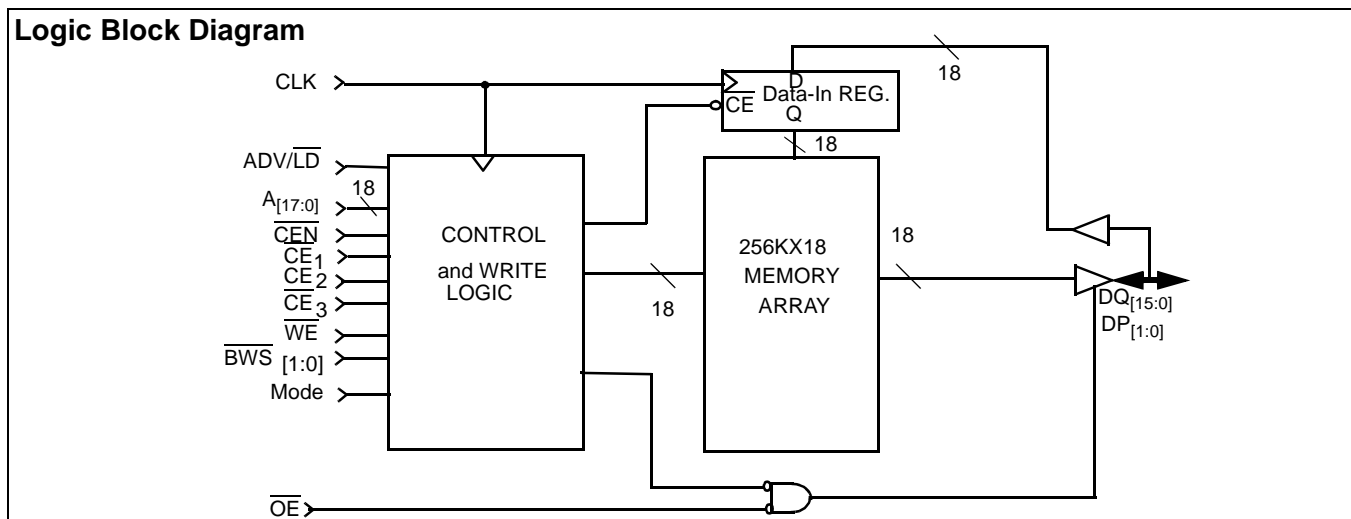 Logic Block Diagram
CLK
18
D
CE Data-In REG.
Q
18
ADV/LD
18
A[17:0]
CEN
CE1
CE2
CE3
WE
BWS [1:0]
Mode
CONTROL
and WRITE
LOGIC
18
256KX18
MEMORY
ARRAY
18
DQ[15:0]
DP[1:0]
OE